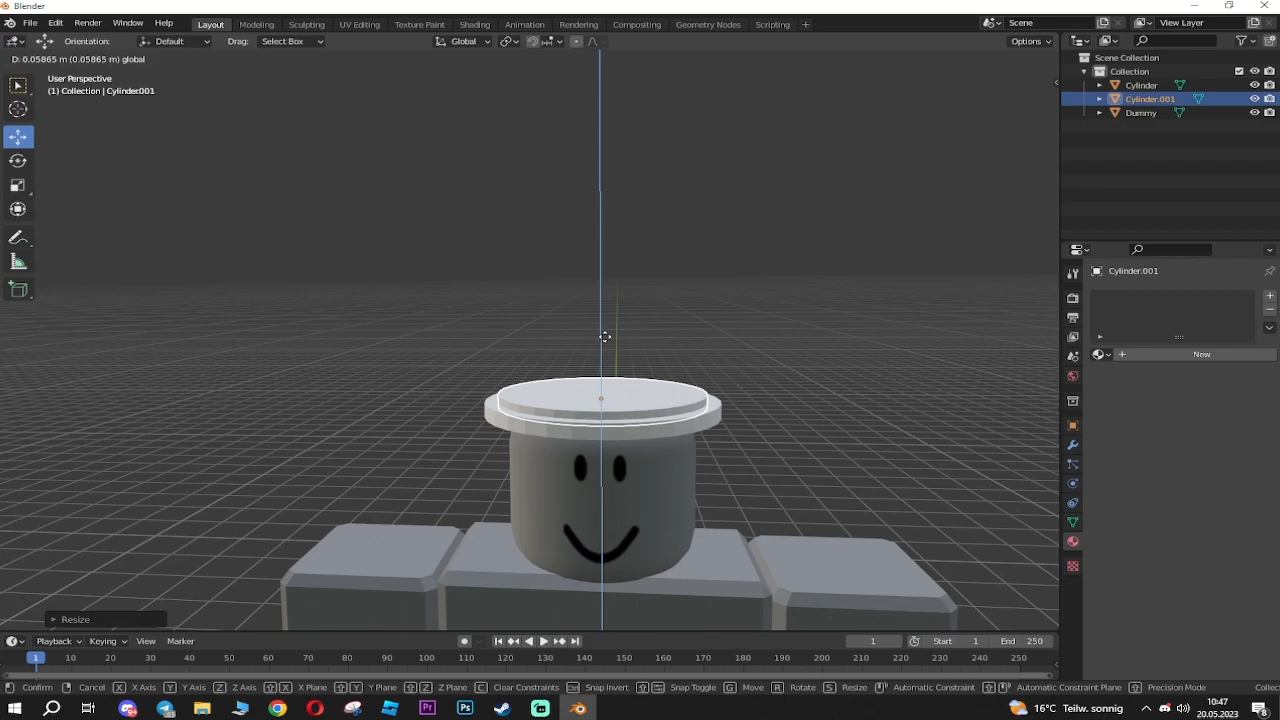 Blender
File Edit Render Window Help Layout Modeling Sculpting UV Editing Texture Paint Shading Animation Rendering Compositing Geometry Nodes Scripting + Scene View Layer
Orientation: Default Drag: Select Box Global Options
D: 0.05865 m (0.05865 m) global
User Perspective
(1) Collection | Cylinder.001
Scene Collection
Collection
Cylinder
Cylinder.001
Dummy
Cylinder.001
+ New
Resize
Playback Keying View Marker 1 Start 1 End 250
1 10 20 30 40 50 60 70 80 90 100 110 120 130 140 150 160 170 180 190 200 210 220 230 240 250
Confirm Cancel X X Axis Y Y Axis Z Z Axis X X Plane Y Y Plane Z Z Plane C Clear Constraints Snap Invert Snap Toggle G Move R Rotate S Resize Automatic Constraint Automatic Constraint Plane Precision Mode Collec
16°C Teilw. sonnig 10:47
20.05.2023